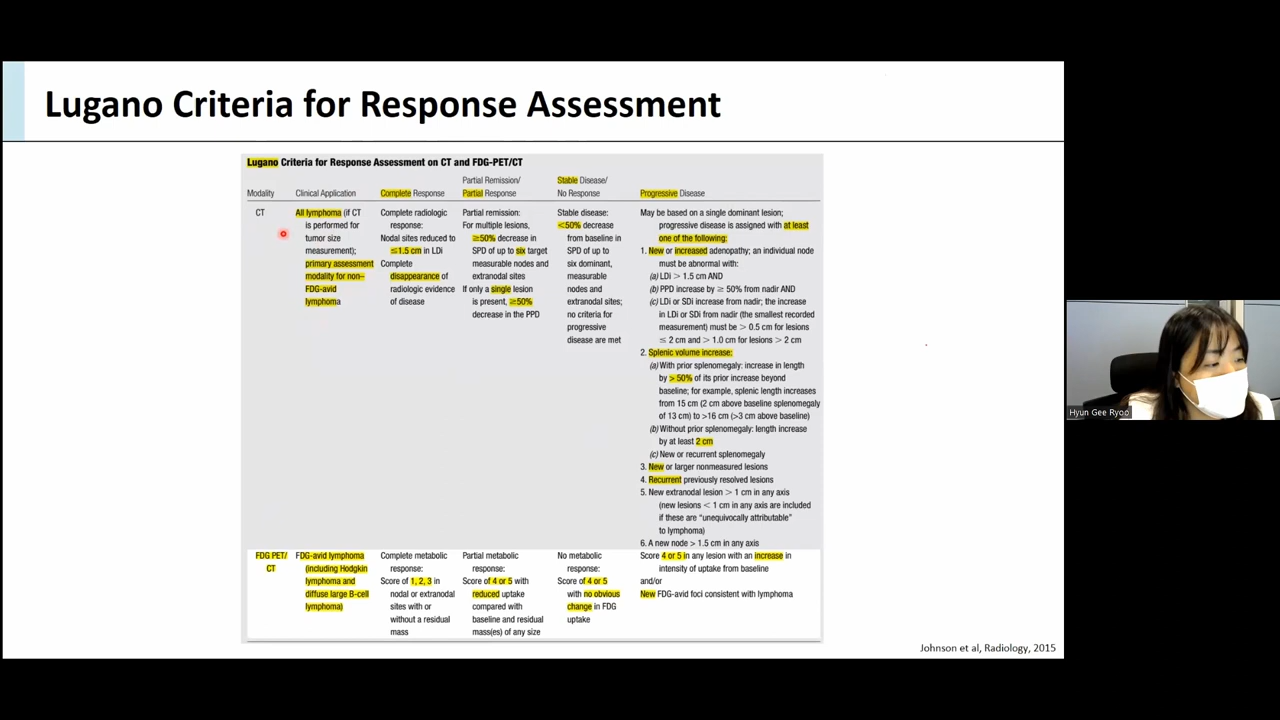 Lugano Criteria for Response Assessment
Lugano Criteria for Response Assessment on CT and FDG-PET/CT
Modality
Clinical Application
Complete Response
Partial Remission/
Partial Response
Stable Disease/
No Response
Progressive Disease
CT
All lymphoma (if CT
is performed for
tumor size
measurement);
primary assessment
modality for non–
FDG-avid
lymphoma
Complete radiologic
response:
Nodal sites reduced to
≤1.5 cm in LDi
Complete
disappearance of
radiologic evidence
of disease
Partial remission:
For multiple lesions,
≥50% decrease in
SPD of up to six target
measurable nodes and
extranodal sites
If only a single lesion
is present, ≥50%
decrease in the PPD
Stable disease:
<50% decrease
from baseline in
SPD of up to
six dominant,
measurable
nodes and
extranodal sites;
no criteria for
progressive
disease are met
May be based on a single dominant lesion;
progressive disease is assigned with at least
one of the following:
1. New or increased adenopathy; an individual node
must be abnormal with:
(a) LDi > 1.5 cm AND
(b) PPD increase by ≥ 50% from nadir AND
(c) LDi or SDi increase from nadir; the increase
in LDi or SDi from nadir (the smallest recorded
measurement) must be > 0.5 cm for lesions
≤ 2 cm and > 1.0 cm for lesions > 2 cm
2. Splenic volume increase:
(a) With prior splenomegaly: increase in length
by > 50% of its prior increase beyond
baseline; for example, splenic length increases
from 15 cm (2 cm above baseline splenomegaly
of 13 cm) to >16 cm (>3 cm above baseline)
(b) Without prior splenomegaly: length increase
by at least 2 cm
(c) New or recurrent splenomegaly
3. New or larger nonmeasured lesions
4. Recurrent previously resolved lesions
5. New extranodal lesion > 1 cm in any axis
(new lesions < 1 cm in any axis are included
if these are “unequivocally attributable”
to lymphoma)
6. A new node > 1.5 cm in any axis
FDG PET/
CT
FDG-avid lymphoma
(including Hodgkin
lymphoma and
diffuse large B-cell
lymphoma)
Complete metabolic
response:
Score of 1, 2, 3 in
nodal or extranodal
sites with or
without a residual
mass
Partial metabolic
response:
Score of 4 or 5 with
reduced uptake
compared with
baseline and residual
mass(es) of any size
No metabolic
response:
Score of 4 or 5
with no obvious
change in FDG
uptake
Score 4 or 5 in any lesion with an increase in
intensity of uptake from baseline
and/or
New FDG-avid foci consistent with lymphoma
Johnson et al, Radiology, 2015
Hyun Gee Ryoo